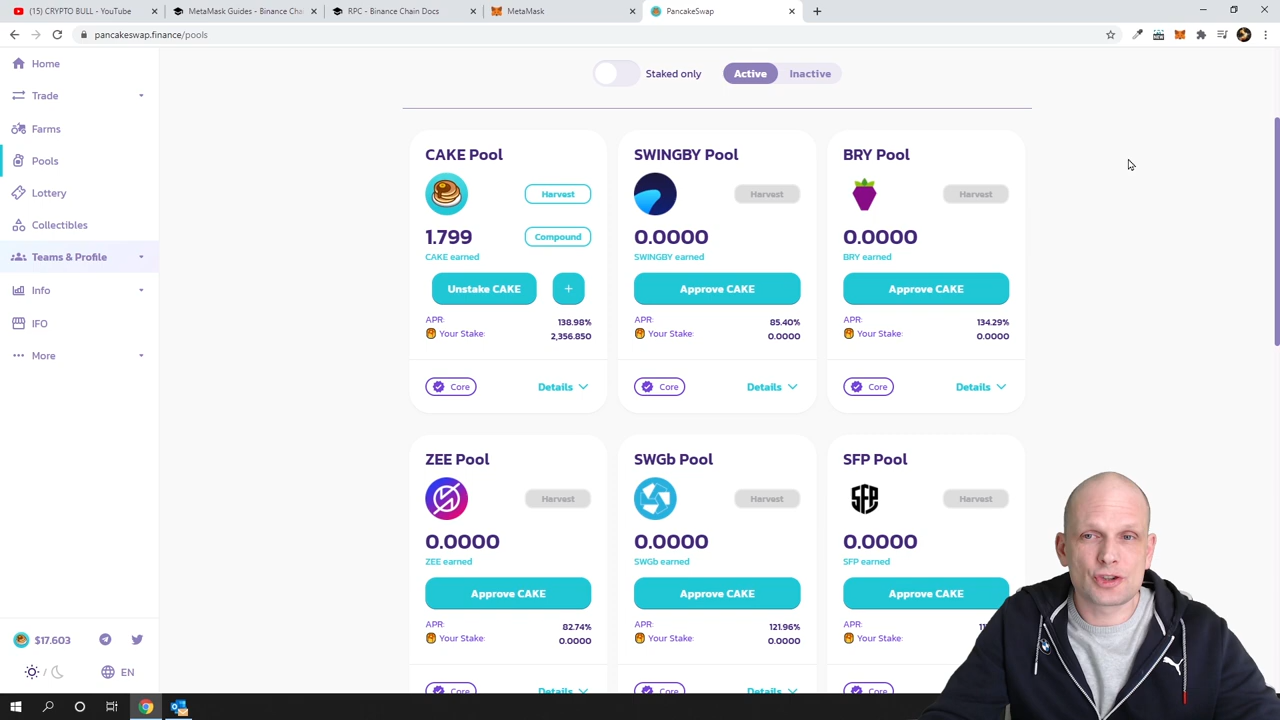 (15) CRYPTO BULL - YouTube
MetaMask Guides - Binance Chai
RPC - Binance Chain Docs
MetaMask
PancakeSwap
pancakeswap.finance/pools
Home
Trade
Farms
Pools
Lottery
Collectibles
Teams & Profile
Info
IFO
More
$17.603
EN
Staked only
Active
Inactive
CAKE Pool
Harvest
1.799
Compound
CAKE earned
Unstake CAKE
+
APR:
138.98%
Your Stake:
2,356.850
Core
Details
SWINGBY Pool
Harvest
0.0000
SWINGBY earned
Approve CAKE
APR:
85.40%
Your Stake:
0.0000
Core
Details
BRY Pool
Harvest
0.0000
BRY earned
Approve CAKE
APR:
134.29%
Your Stake:
0.0000
Core
Details
ZEE Pool
Harvest
0.0000
ZEE earned
Approve CAKE
APR:
82.74%
Your Stake:
0.0000
Core
Details
SWGb Pool
Harvest
0.0000
SWGb earned
Approve CAKE
APR:
121.96%
Your Stake:
0.0000
Core
Details
SFP Pool
SFP
Harvest
0.0000
SFP earned
Approve CAKE
APR:
Your Stake:
Core